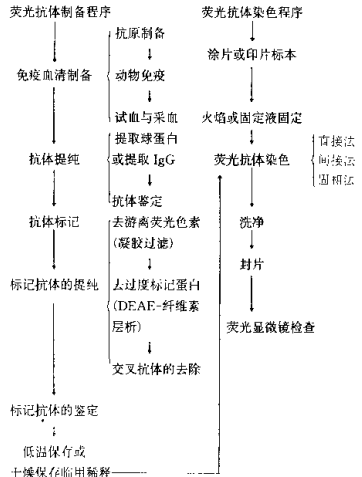 荧光抗体制备程序
荧光抗体染色程序
抗原制备
免疫血清制备
动物免疫
试血与采血
提取球蛋白
抗体提纯
或提取 IgG
抗体鉴定
抗体标记
去游离荧光色素
(凝胶过滤)
标记抗体的提纯
去过度标记蛋白
(DEAE-纤维素
层析)
交叉抗体的去除
标记抗体的鉴定
低温保存或
干燥保存临用稀释
涂片或印片标本
火焰或固定液固定
荧光抗体染色
直接法
间接法
洗净
封片
荧光显微镜检查